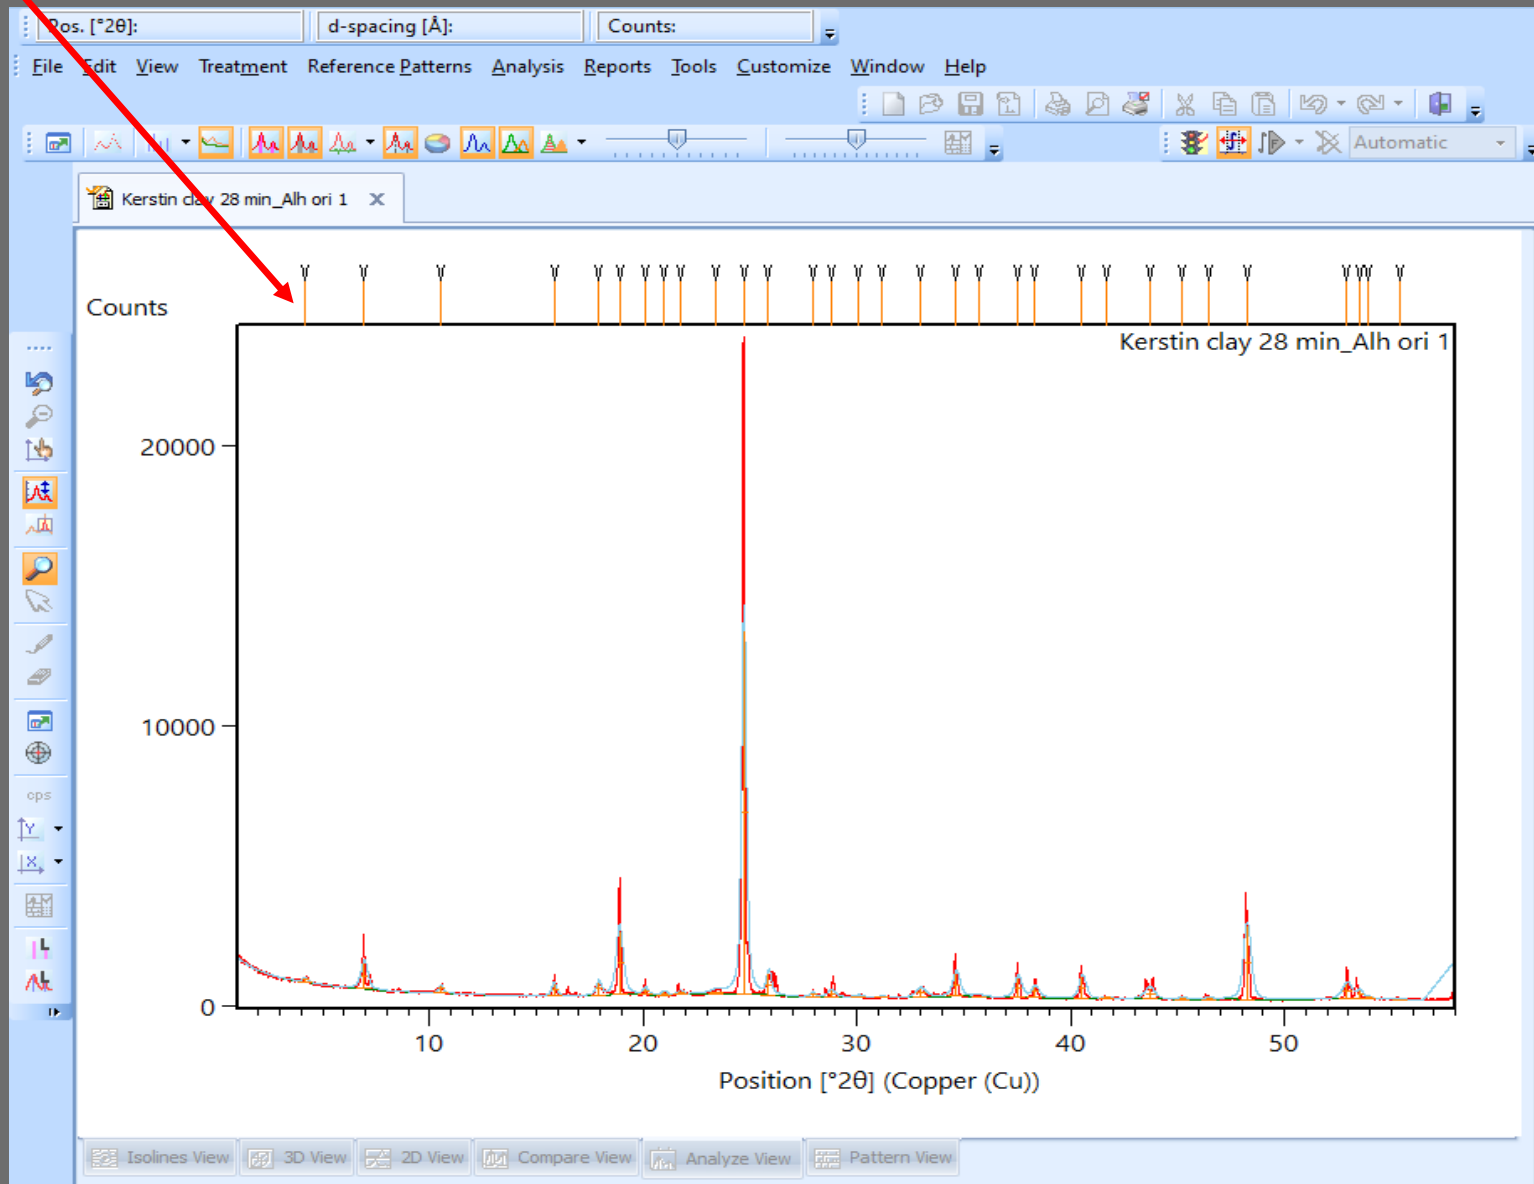 Pos. [°2θ]: d-spacing [Å]: Counts:
File Edit View Treatment Reference Patterns Analysis Reports Tools Customize Window Help
Automatic
Kerstin clay 28 min_Alh ori 1 X
Counts
Kerstin clay 28 min_Alh ori 1
20000
10000
0
10 20 30 40 50
Position [°2θ] (Copper (Cu))
cps
Isolines View 3D View 2D View Compare View Analyze View Pattern View